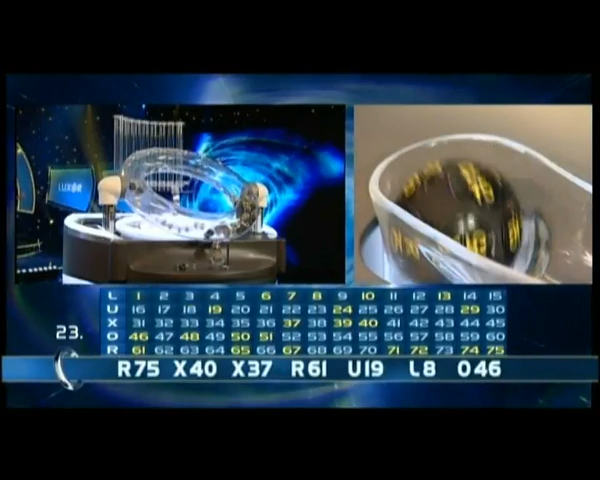 LUXOR
L 1 2 3 4 5 6 7 8 9 10 11 12 13 14 15
U 16 17 18 19 20 21 22 23 24 25 26 27 28 29 30
X 31 32 33 34 35 36 37 38 39 40 41 42 43 44 45
O 46 47 48 49 50 51 52 53 54 55 56 57 58 59 60
R 61 62 63 64 65 66 67 68 69 70 71 72 73 74 75
23.
R75 X40 X37 R61 U19 L8 O46